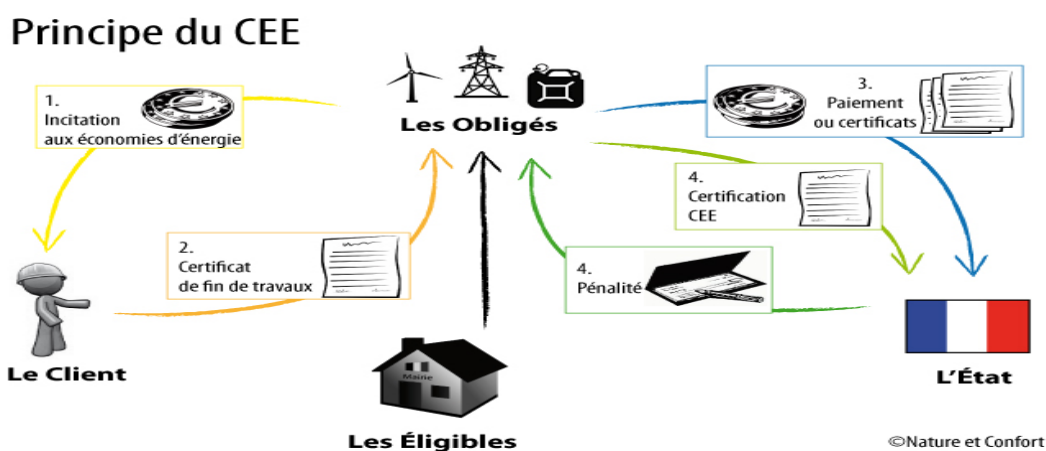 Principe du CEE
1.
Incitation
aux économies d'énergie
Les Obligés
3.
Paiement
ou certificats
4.
Certification
CEE
2.
Certificat
de fin de travaux
4.
Pénalité
Le Client
Mairie
Les Éligibles
L'État
©Nature et Confort